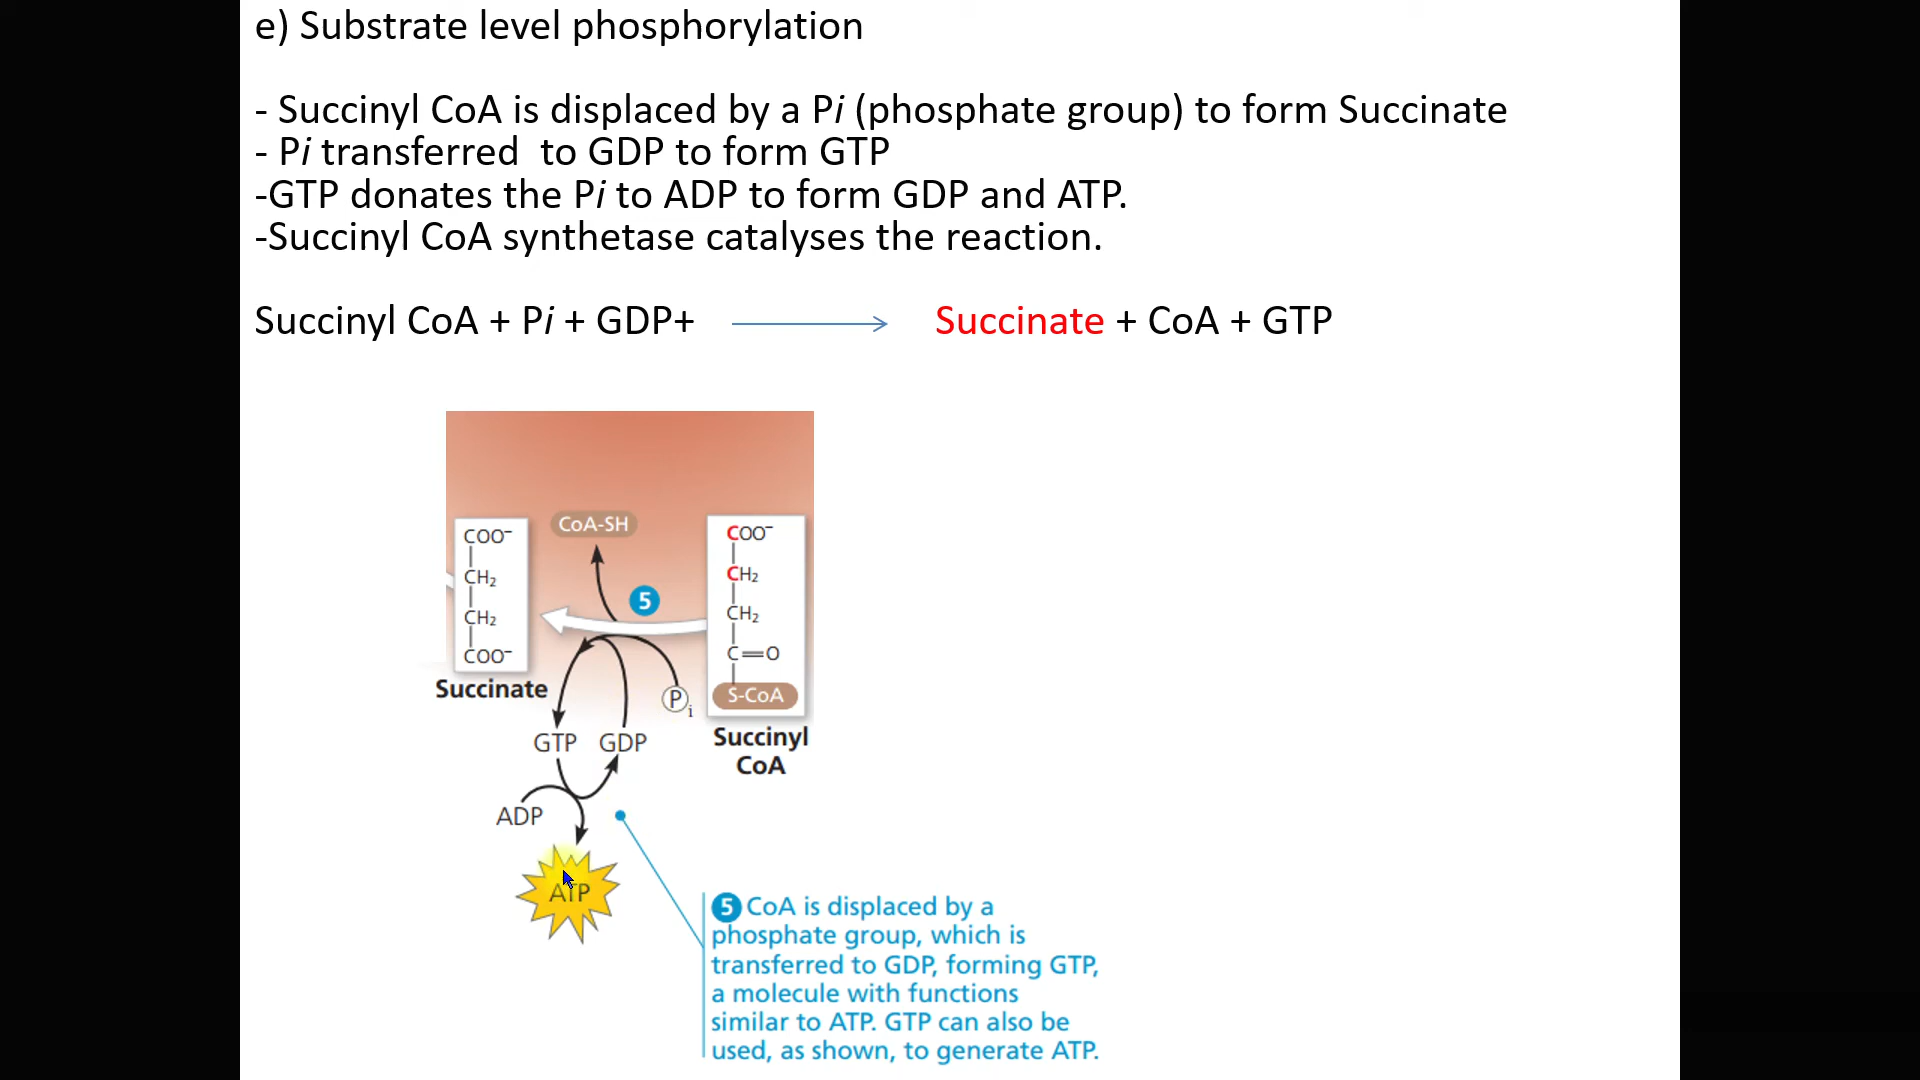 e) Substrate level phosphorylation
- Succinyl CoA is displaced by a Pi (phosphate group) to form Succinate
- Pi transferred  to GDP to form GTP
-GTP donates the Pi to ADP to form GDP and ATP.
-Succinyl CoA synthetase catalyses the reaction.
Succinyl CoA + Pi + GDP+ → Succinate + CoA + GTP
CoA-SH
COO⁻
CH₂
CH₂
COO⁻
Succinate
5
COO⁻
CH₂
CH₂
C=O
S-CoA
Succinyl
CoA
Pi
GTP GDP
ADP
ATP
5 CoA is displaced by a
phosphate group, which is
transferred to GDP, forming GTP,
a molecule with functions
similar to ATP. GTP can also be
used, as shown, to generate ATP.